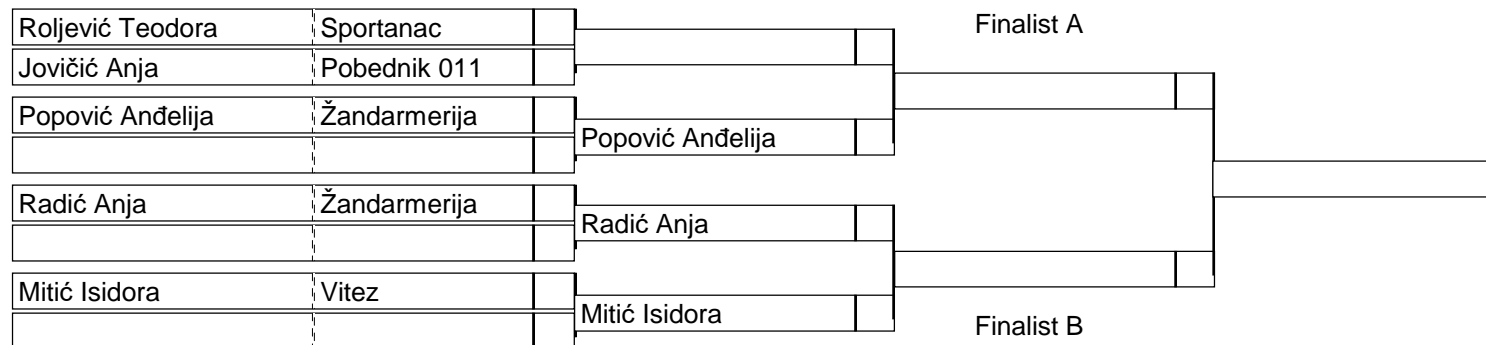 Roljević Teodora Sportanac
Jovičić Anja Pobednik 011
Popović Anđelija Žandarmerija
Radić Anja Žandarmerija
Mitić Isidora Vitez
Popović Anđelija
Radić Anja
Mitić Isidora
Finalist A
Finalist B